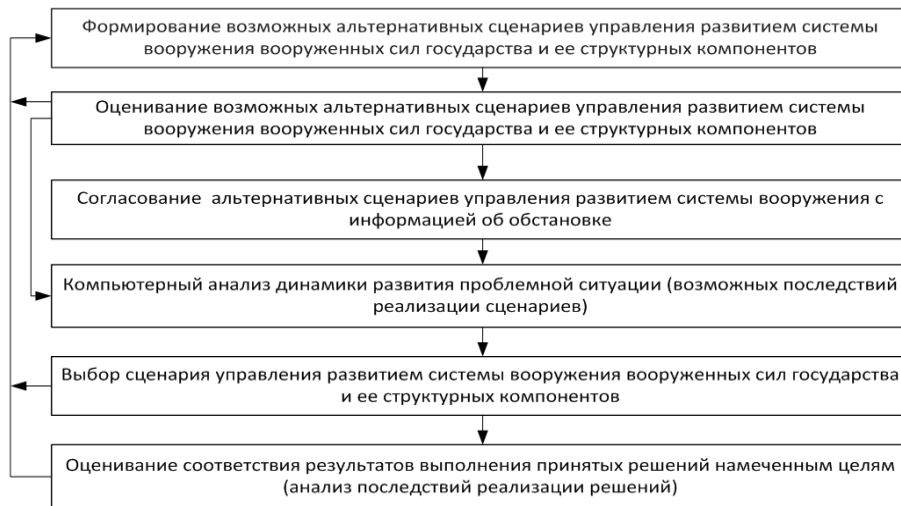 Формирование возможных альтернативных сценариев управления развитием системы
вооружения вооруженных сил государства и ее структурных компонентов
Оценивание возможных альтернативных сценариев управления развитием системы
вооружения вооруженных сил государства и ее структурных компонентов
Согласование альтернативных сценариев управления развитием системы вооружения с
информацией об обстановке
Компьютерный анализ динамики развития проблемной ситуации (возможных последствий
реализации сценариев)
Выбор сценария управления развитием системы вооружения вооруженных сил государства
и ее структурных компонентов
Оценивание соответствия результатов выполнения принятых решений намеченным целям
(анализ последствий реализации решений)